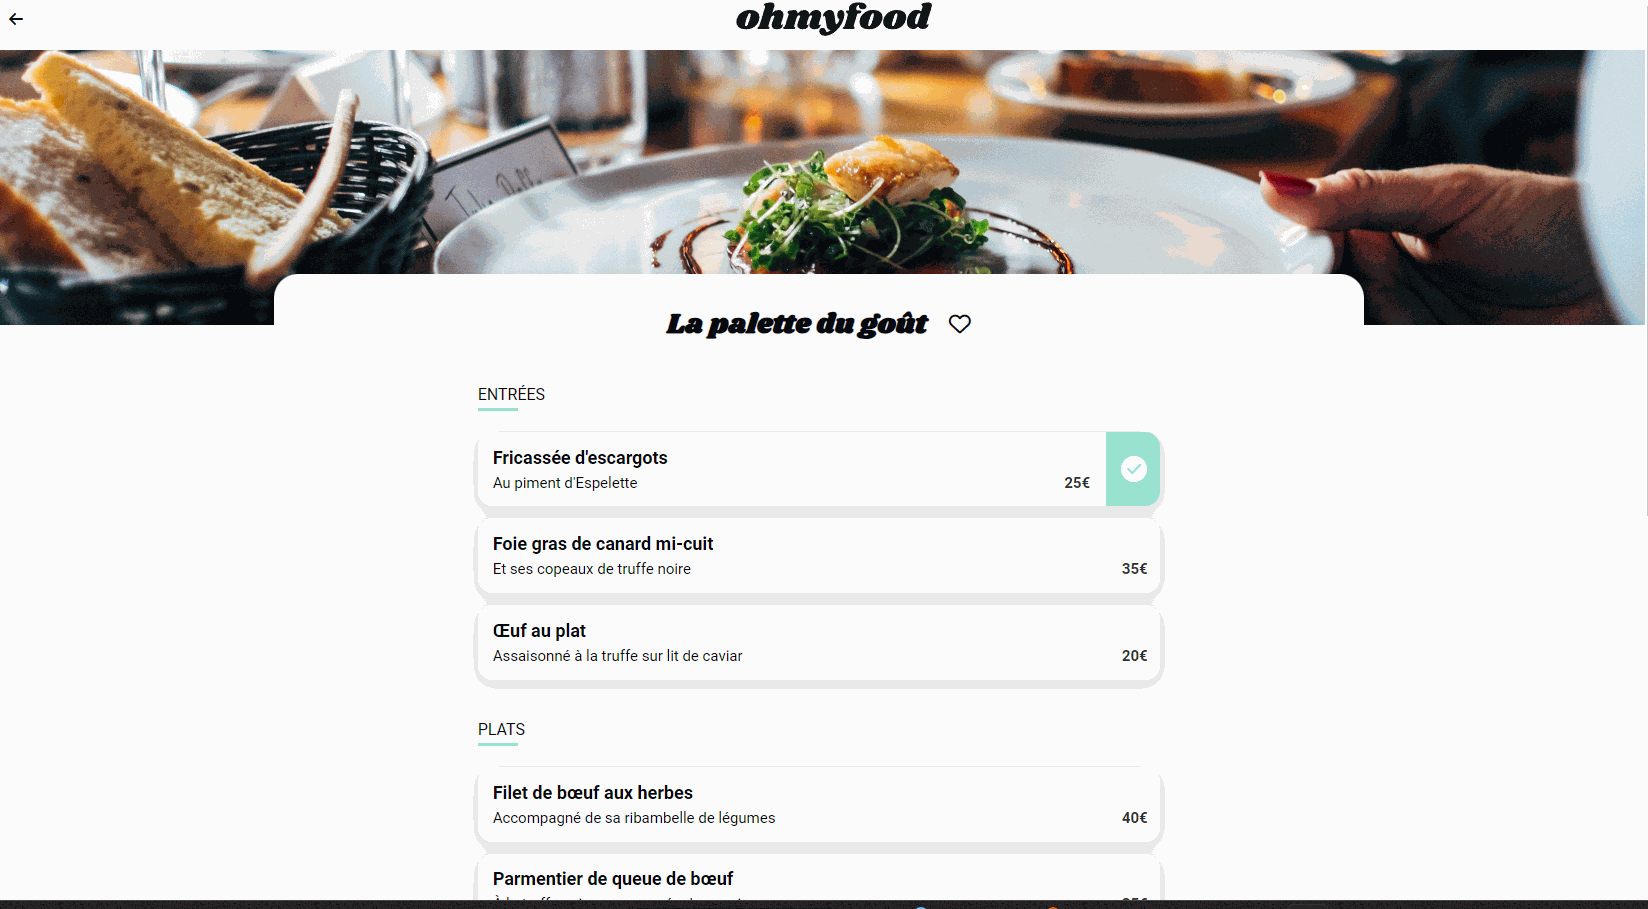 ohmyfood
La palette du goût
ENTRÉES
Fricassée d'escargots
Au piment d'Espelette
25€
Foie gras de canard mi-cuit
Et ses copeaux de truffe noire
35€
Œuf au plat
Assaisonné à la truffe sur lit de caviar
20€
PLATS
Filet de bœuf aux herbes
Accompagné de sa ribambelle de légumes
40€
Parmentier de queue de bœuf